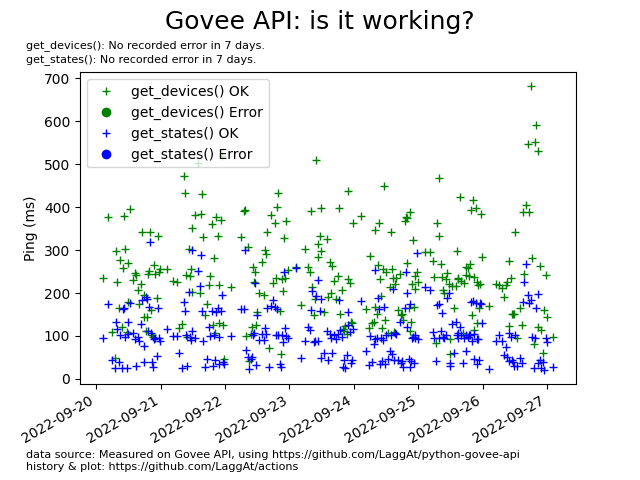 Govee API: is it working?
get_devices(): No recorded error in 7 days.
get_states(): No recorded error in 7 days.
700
600
500
400
300
200
100
0
Ping (ms)
get_devices() OK
get_devices() Error
get_states() OK
get_states() Error
2022-09-20
2022-09-21
2022-09-22
2022-09-23
2022-09-24
2022-09-25
2022-09-26
2022-09-27
data source: Measured on Govee API, using https://github.com/LaggAt/python-govee-api
history & plot: https://github.com/LaggAt/actions